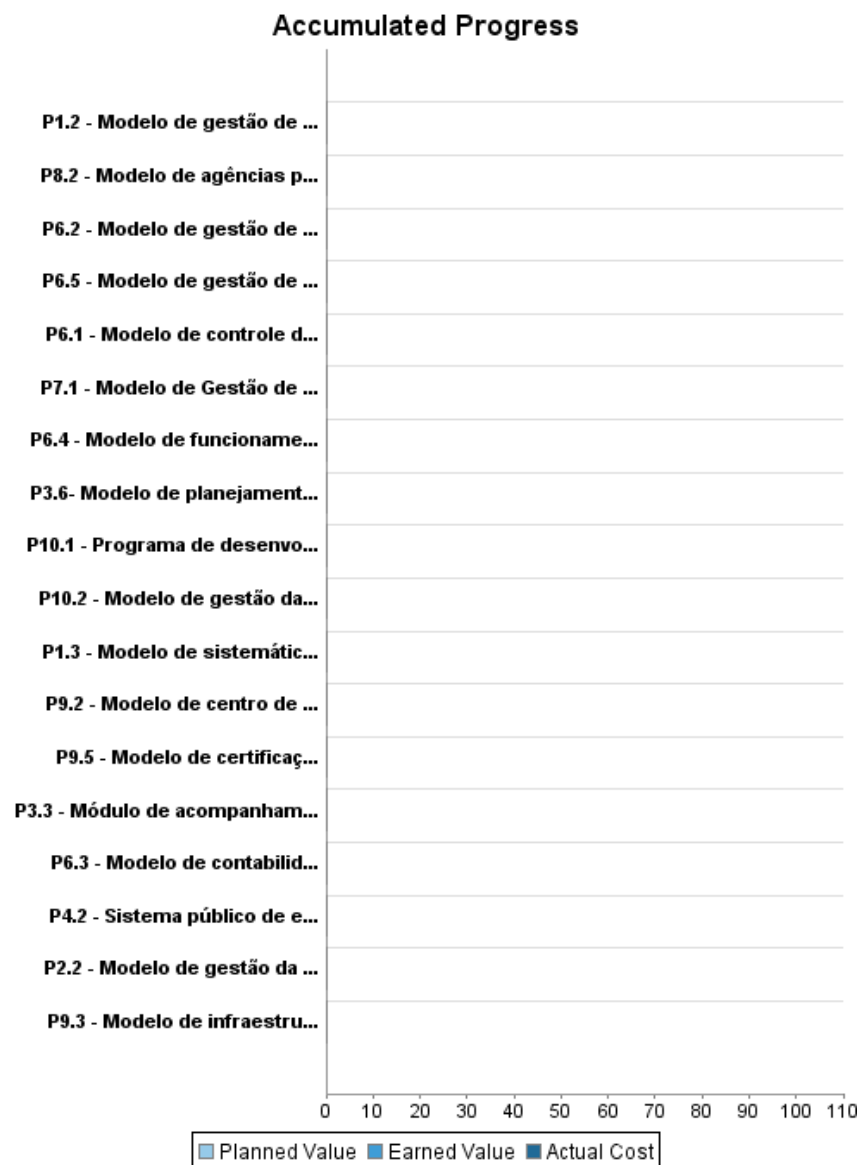 Accumulated Progress
P1.2 - Modelo de gestão de ...
P8.2 - Modelo de agências p...
P6.2 - Modelo de gestão de ...
P6.5 - Modelo de gestão de ...
P6.1 - Modelo de controle d...
P7.1 - Modelo de Gestão de ...
P6.4 - Modelo de funcioname...
P3.6- Modelo de planejament...
P10.1 - Programa de desenvo...
P10.2 - Modelo de gestão da...
P1.3 - Modelo de sistemátic...
P9.2 - Modelo de centro de ...
P9.5 - Modelo de certificaç...
P3.3 - Módulo de acompanham...
P6.3 - Modelo de contabilid...
P4.2 - Sistema público de e...
P2.2 - Modelo de gestão da ...
P9.3 - Modelo de infraestru...
0 10 20 30 40 50 60 70 80 90 100 110
Planned Value Earned Value Actual Cost